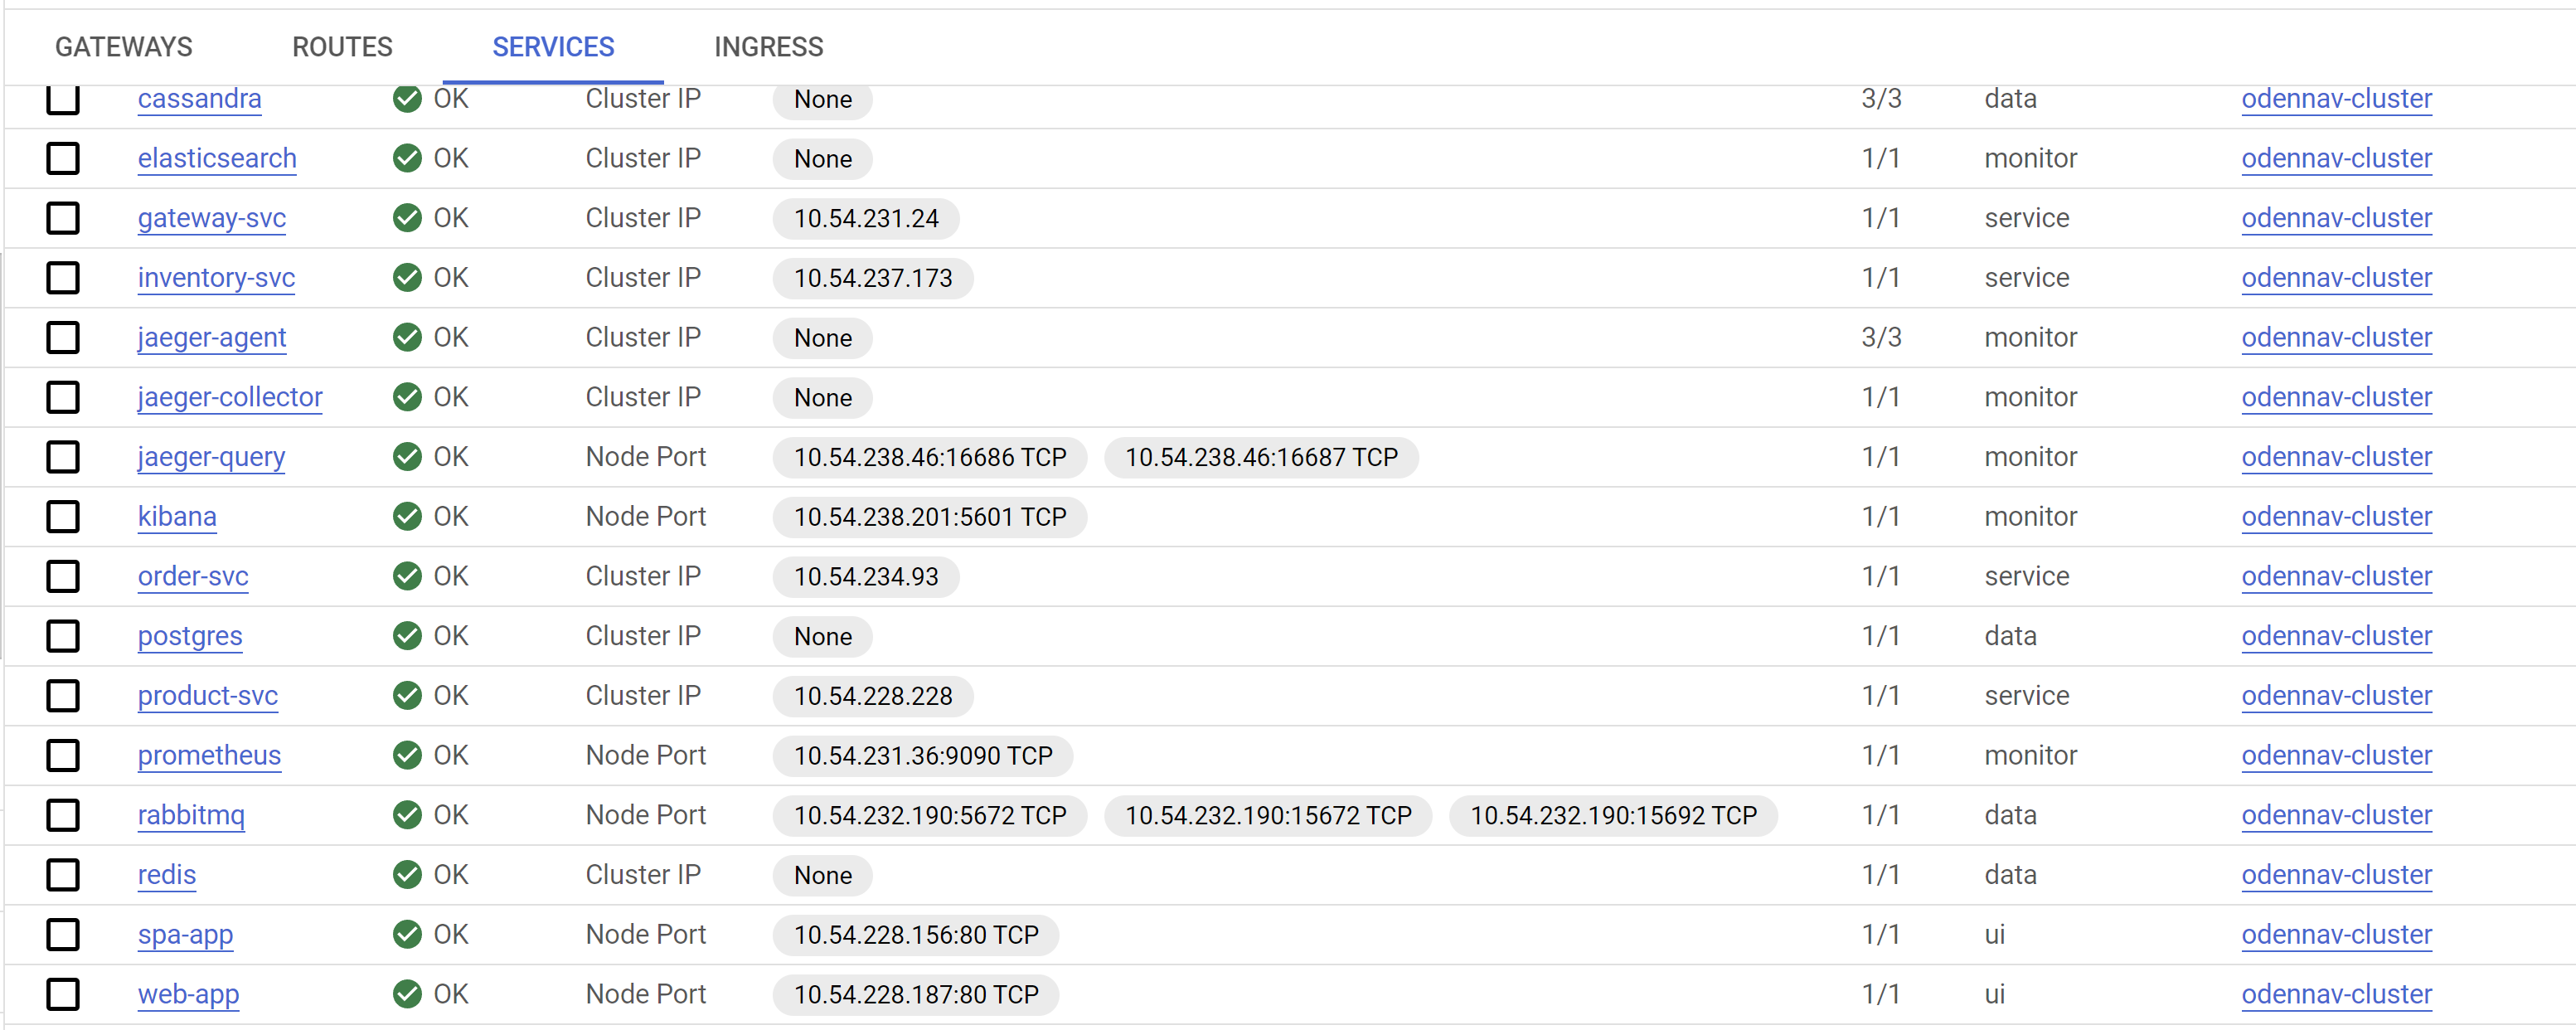 GATEWAYS ROUTES SERVICES INGRESS
cassandra OK Cluster IP None 3/3 data odennav-cluster
elasticsearch OK Cluster IP None 1/1 monitor odennav-cluster
gateway-svc OK Cluster IP 10.54.231.24 1/1 service odennav-cluster
inventory-svc OK Cluster IP 10.54.237.173 1/1 service odennav-cluster
jaeger-agent OK Cluster IP None 3/3 monitor odennav-cluster
jaeger-collector OK Cluster IP None 1/1 monitor odennav-cluster
jaeger-query OK Node Port 10.54.238.46:16686 TCP 10.54.238.46:16687 TCP 1/1 monitor odennav-cluster
kibana OK Node Port 10.54.238.201:5601 TCP 1/1 monitor odennav-cluster
order-svc OK Cluster IP 10.54.234.93 1/1 service odennav-cluster
postgres OK Cluster IP None 1/1 data odennav-cluster
product-svc OK Cluster IP 10.54.228.228 1/1 service odennav-cluster
prometheus OK Node Port 10.54.231.36:9090 TCP 1/1 monitor odennav-cluster
rabbitmq OK Node Port 10.54.232.190:5672 TCP 10.54.232.190:15672 TCP 10.54.232.190:15692 TCP 1/1 data odennav-cluster
redis OK Cluster IP None 1/1 data odennav-cluster
spa-app OK Node Port 10.54.228.156:80 TCP 1/1 ui odennav-cluster
web-app OK Node Port 10.54.228.187:80 TCP 1/1 ui odennav-cluster